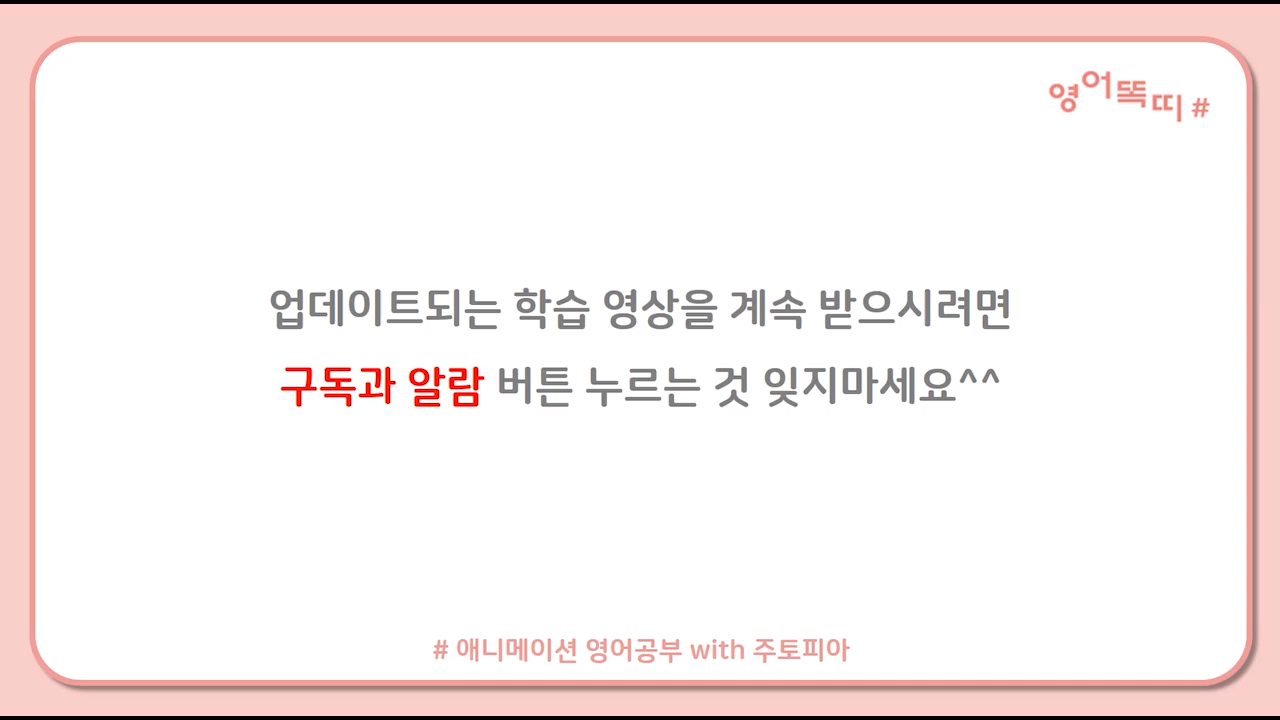 영어똑띠 #
업데이트되는 학습 영상을 계속 받으시려면
구독과 알람 버튼 누르는 것 잊지마세요^^
# 애니메이션 영어공부 with 주토피아